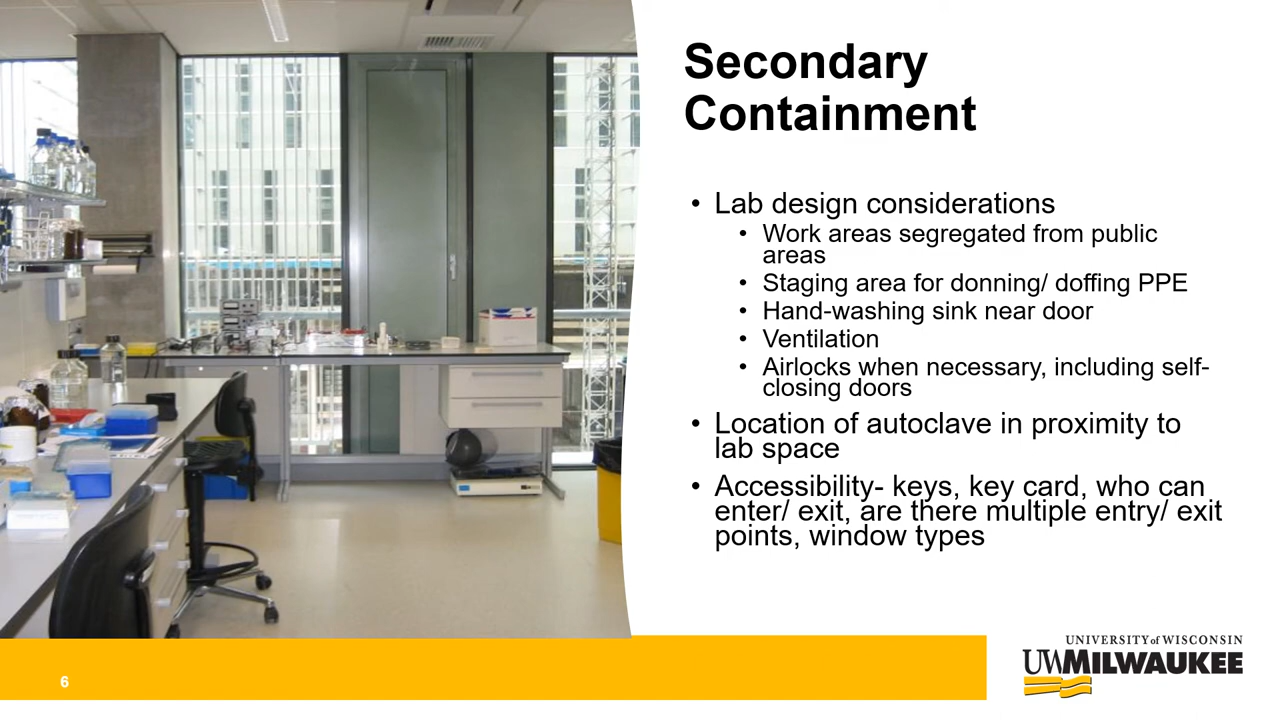 Secondary
Containment
• Lab design considerations
• Work areas segregated from public
areas
• Staging area for donning/ doffing PPE
• Hand-washing sink near door
• Ventilation
• Airlocks when necessary, including self-
closing doors
• Location of autoclave in proximity to
lab space
• Accessibility- keys, key card, who can
enter/ exit, are there multiple entry/ exit
points, window types
6
UNIVERSITY of WISCONSIN
UWMILWAUKEE